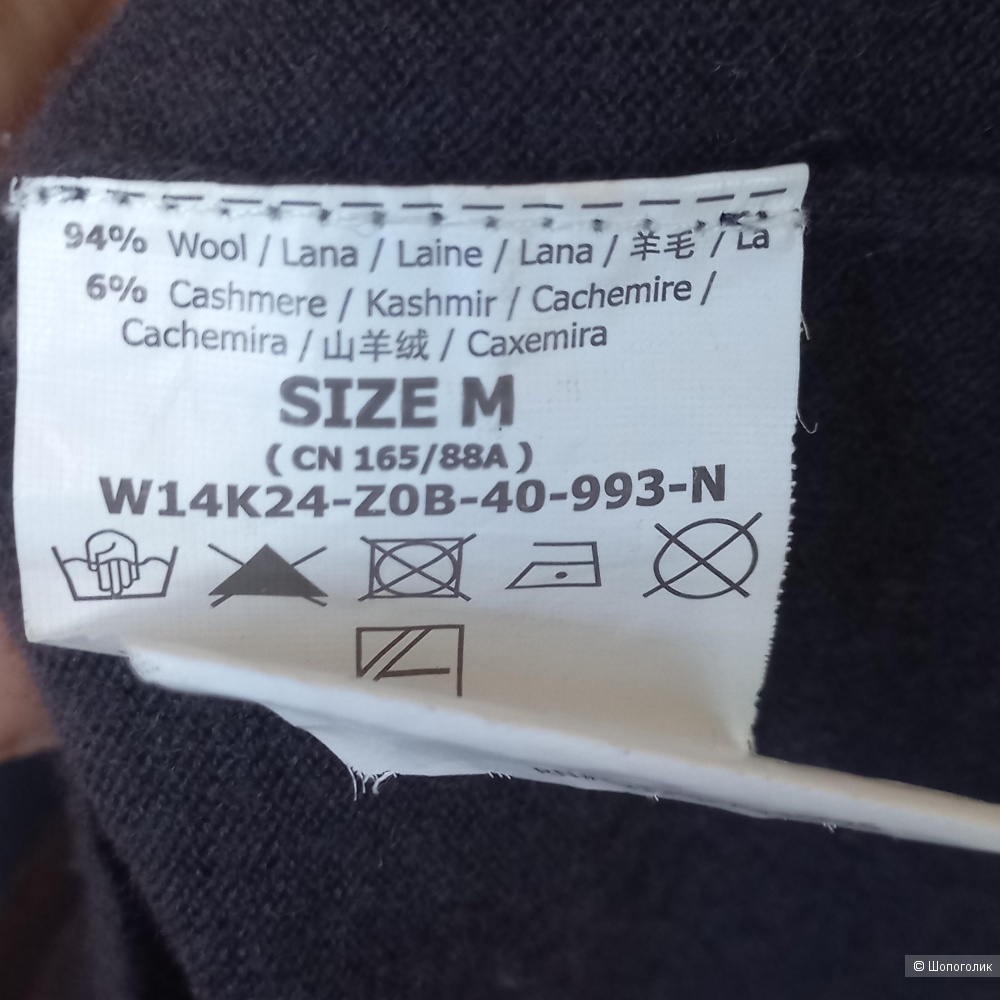 94% Wool / Lana / Laine / Lana / 羊毛 / La
6% Cashmere / Kashmir / Cachemire /
Cachemira / 山羊绒 / Caxemira
SIZE M
( CN 165/88A )
W14K24-Z0B-40-993-N
© Шопоголик